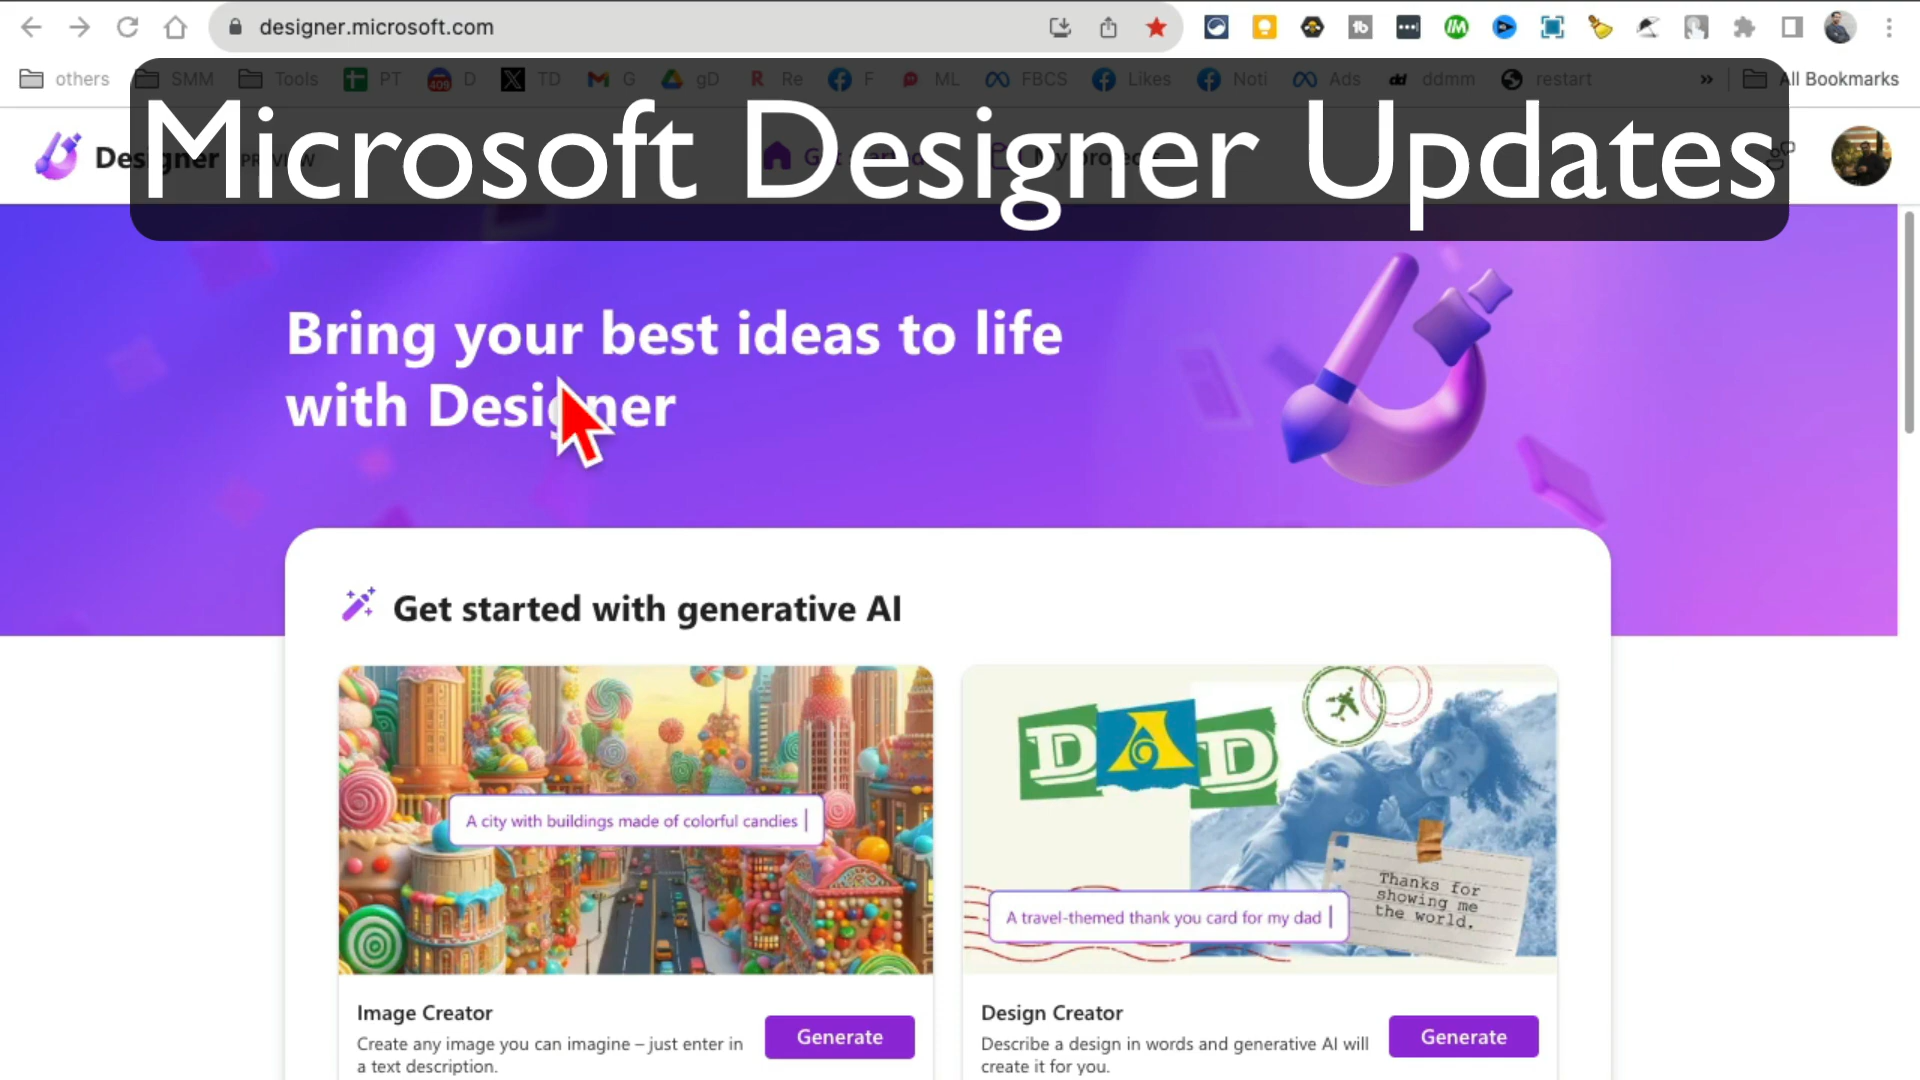 designer.microsoft.com
others SMM Tools PT 409 D TD G gD Re F ML FBCS Likes Noti Ads dd ddmm restart » All Bookmarks
Microsoft Designer Updates
Designer PREVIEW
Bring your best ideas to life
with Designer
Get started with generative AI
A city with buildings made of colorful candies
DAD
A travel-themed thank you card for my dad
Thanks for
showing me
the world.
Image Creator
Create any image you can imagine – just enter in
a text description.
Generate
Design Creator
Describe a design in words and generative AI will
create it for you.
Generate